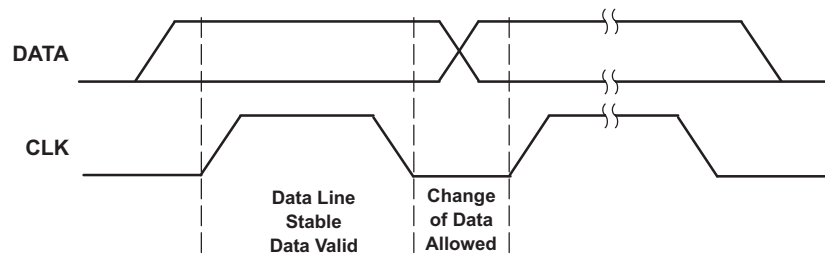 DATA
CLK
Data Line
Stable
Data Valid
Change
of Data
Allowed